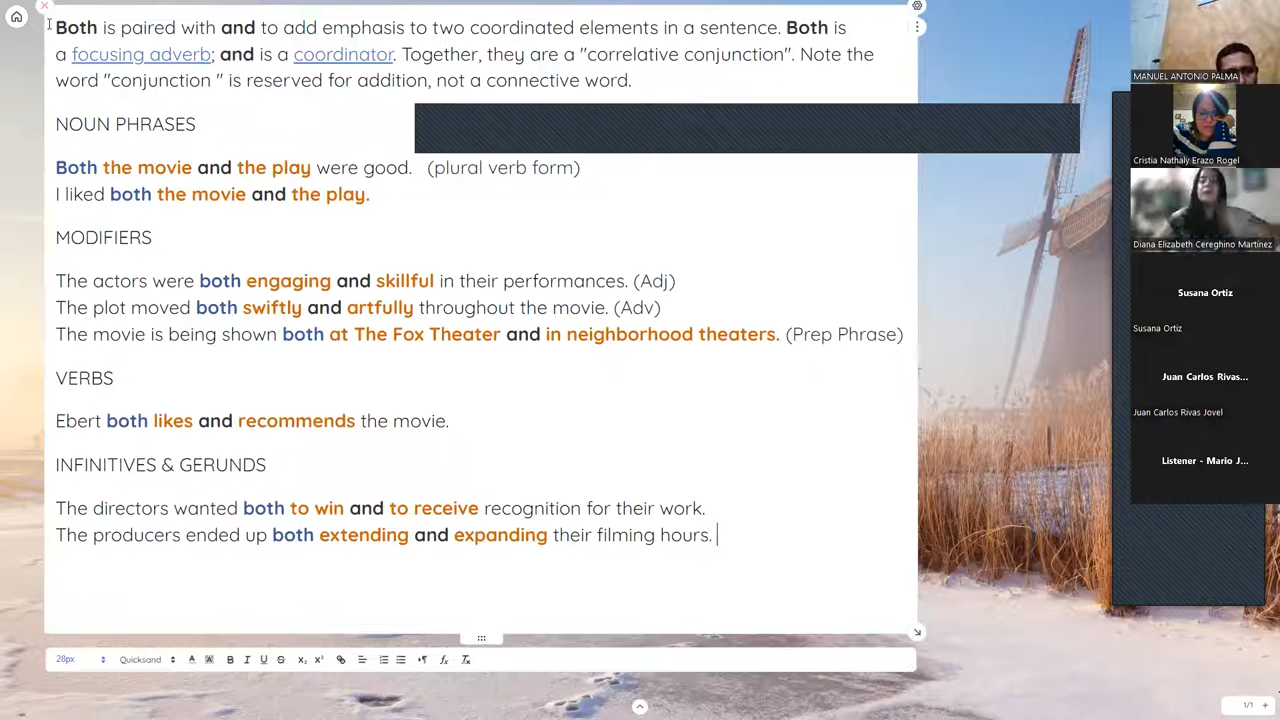 Both is paired with and to add emphasis to two coordinated elements in a sentence. Both is
a focusing adverb; and is a coordinator. Together, they are a "correlative conjunction". Note the
word "conjunction " is reserved for addition, not a connective word.
NOUN PHRASES
Both the movie and the play were good. (plural verb form)
I liked both the movie and the play.
MODIFIERS
The actors were both engaging and skillful in their performances. (Adj)
The plot moved both swiftly and artfully throughout the movie. (Adv)
The movie is being shown both at The Fox Theater and in neighborhood theaters. (Prep Phrase)
VERBS
Ebert both likes and recommends the movie.
INFINITIVES & GERUNDS
The directors wanted both to win and to receive recognition for their work.
The producers ended up both extending and expanding their filming hours.
28px
Quicksand
1/1
MANUEL ANTONIO PALMA
Cristia Nathaly Erazo Rogel
Diana Elizabeth Cereghino Martínez
Susana Ortiz
Susana Ortiz
Juan Carlos Rivas...
Juan Carlos Rivas Jovel
Listener - Mario J...